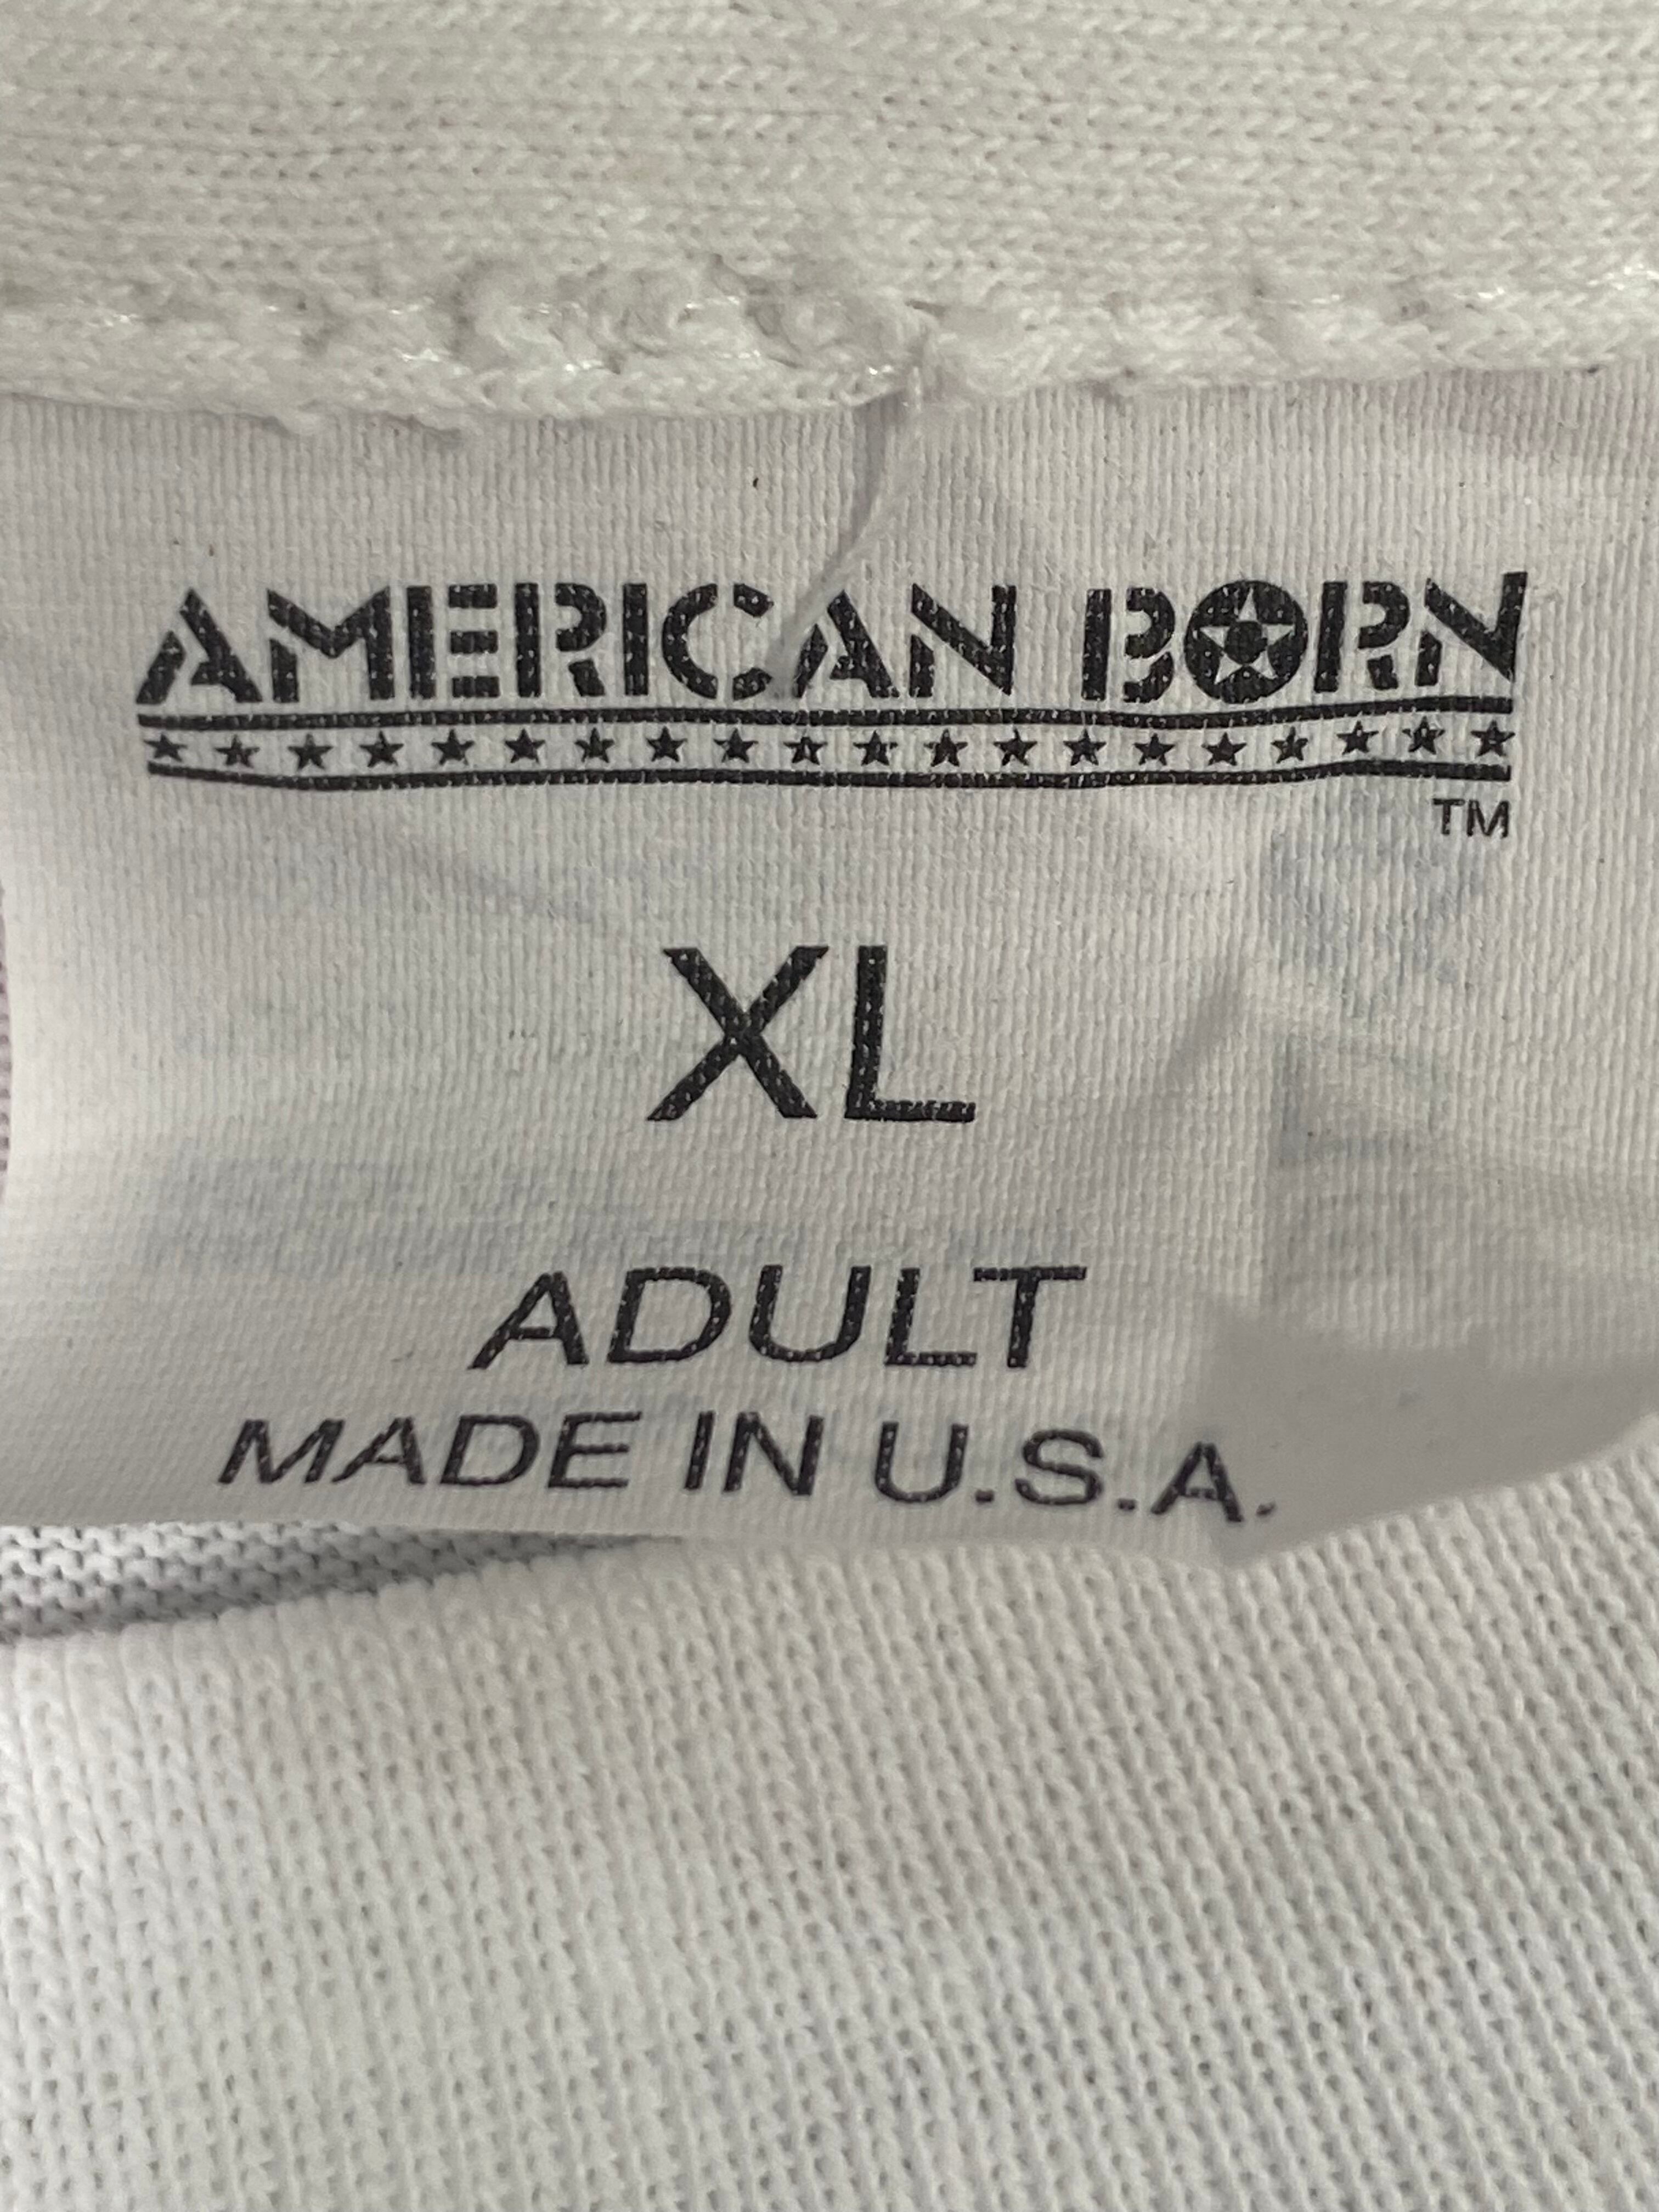 AMERICAN BORN
TM
XL
ADULT
MADE IN U.S.A.